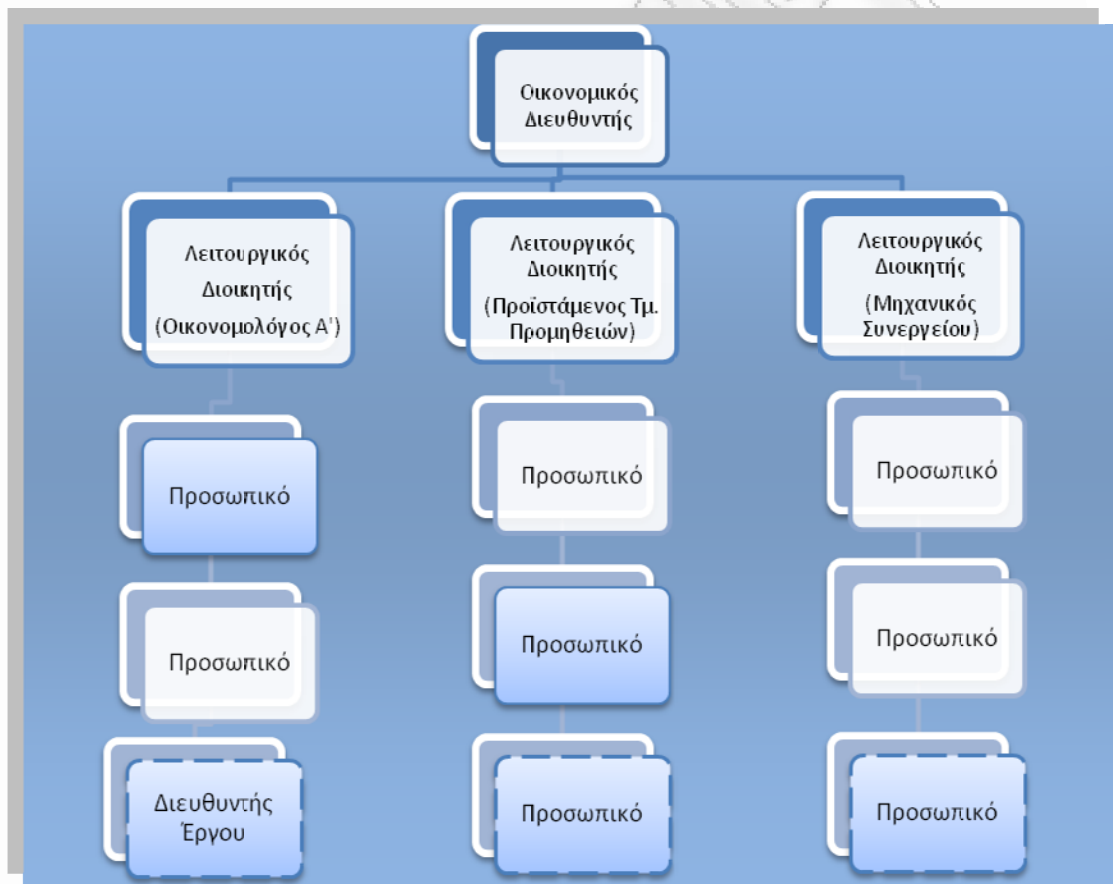 Οικονομικός
Διευθυντής
Λειτουργικός
Διοικητής
(Οικονομολόγος Α')
Λειτουργικός
Διοικητής
(Προϊστάμενος Τμ.
Προμηθειών)
Λειτουργικός
Διοικητής
(Μηχανικός
Συνεργείου)
Προσωπικό
Προσωπικό
Προσωπικό
Προσωπικό
Προσωπικό
Προσωπικό
Διευθυντής
Έργου
Προσωπικό
Προσωπικό